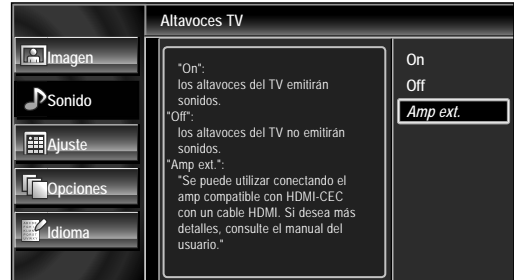 Altavoces TV
Imagen
Sonido
Ajuste
Opciones
Idioma
"On":
los altavoces del TV emitirán
sonidos.
"Off":
los altavoces del TV no emitirán
sonidos.
"Amp ext.":
"Se puede utilizar conectando el
amp compatible con HDMI-CEC
con un cable HDMI. Si desea más
detalles, consulte el manual del
usuario."
On
Off
Amp ext.